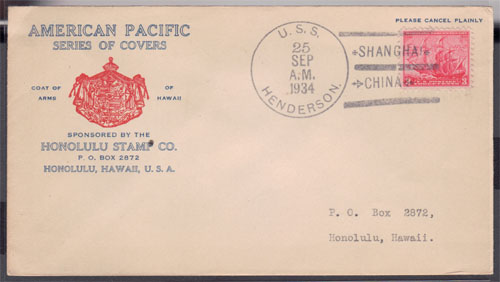 PLEASE CANCEL PLAINLY
AMERICAN PACIFIC
SERIES OF COVERS
COAT OF ARMS
OF HAWAII
SPONSORED BY THE
HONOLULU STAMP CO.
P. O. BOX 2872
HONOLULU, HAWAII, U. S. A.
U. S. S.
25
SEP
A.M.
1934
HENDERSON.
SHANGHAI
CHINA
P. O. Box 2872,
Honolulu, Hawaii.